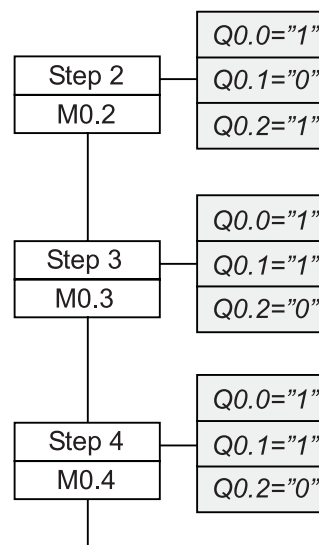 Q0.0=”1”
Step 2
Q0.1=”0”
M0.2
Q0.2=”1”
Q0.0=”1”
Step 3
Q0.1=”1”
M0.3
Q0.2=”0”
Q0.0=”1”
Step 4
Q0.1=”1”
M0.4
Q0.2=”0”